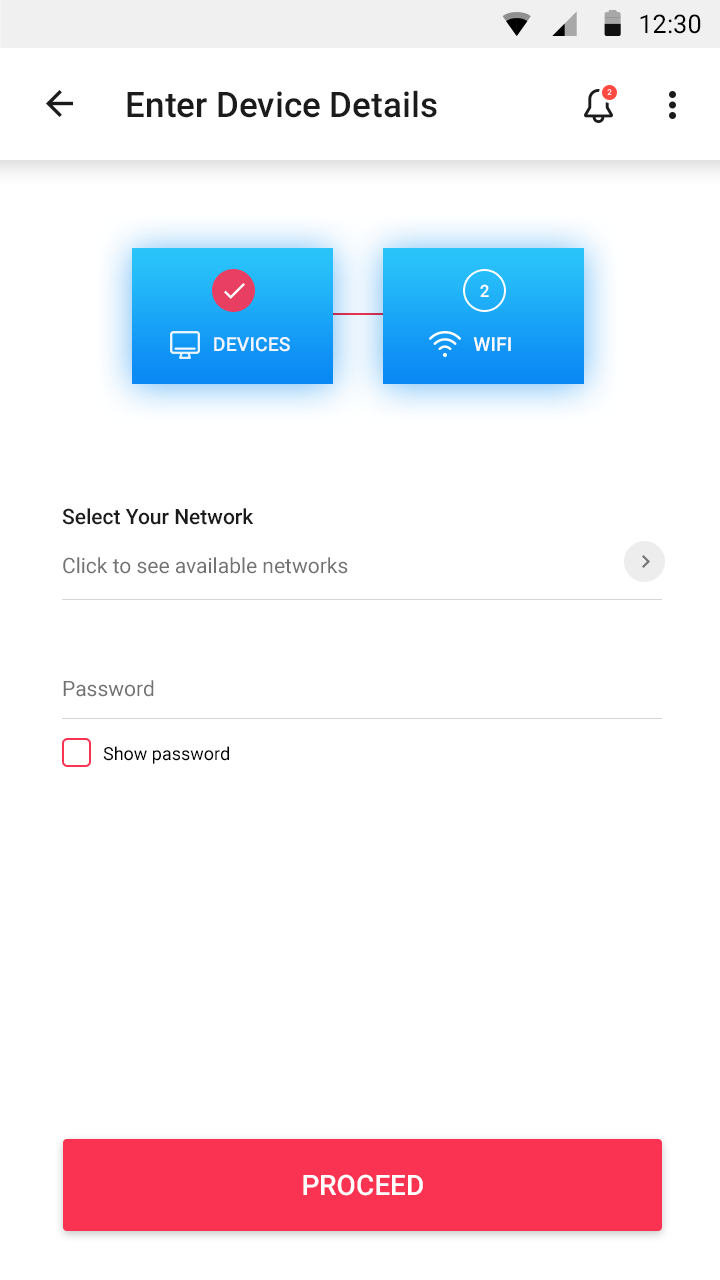 12:30
Enter Device Details
2
2
DEVICES
WIFI
Select Your Network
Click to see available networks
Password
Show password
PROCEED